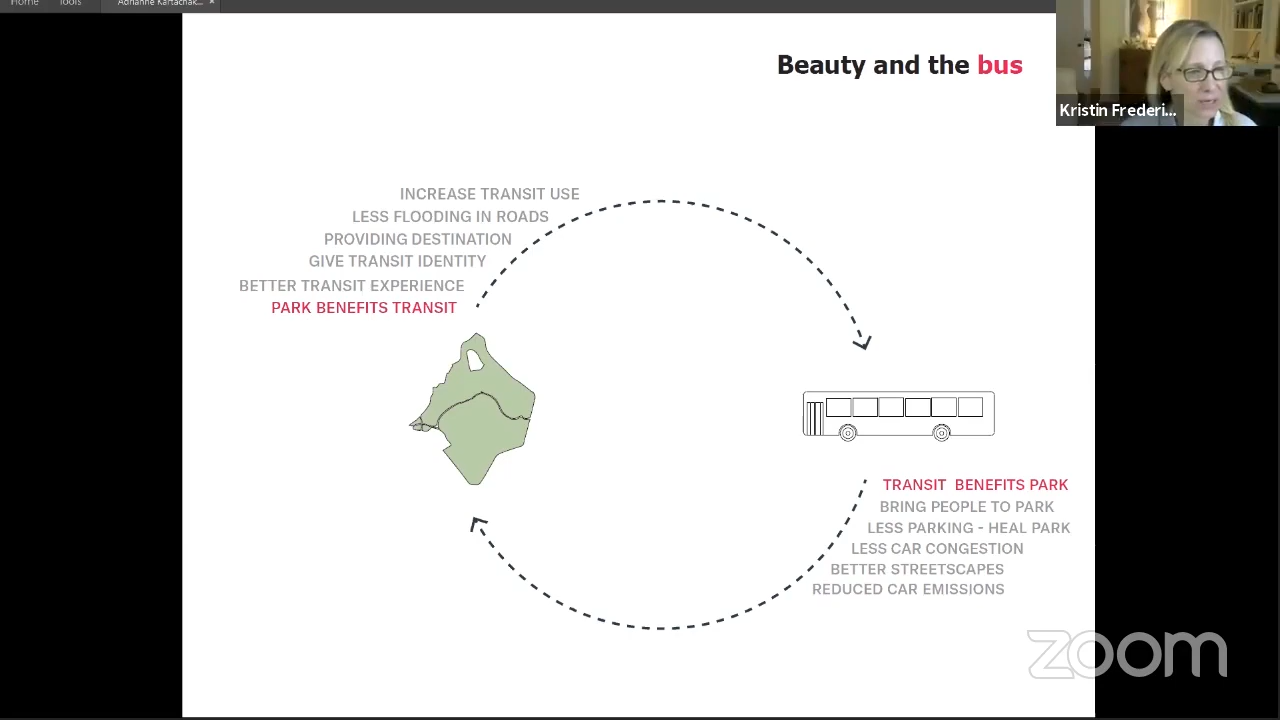 Home Tools Adrianne Kartachak... ×
Beauty and the bus
Kristin Frederi...
INCREASE TRANSIT USE
LESS FLOODING IN ROADS
PROVIDING DESTINATION
GIVE TRANSIT IDENTITY
BETTER TRANSIT EXPERIENCE
PARK BENEFITS TRANSIT
TRANSIT BENEFITS PARK
BRING PEOPLE TO PARK
LESS PARKING - HEAL PARK
LESS CAR CONGESTION
BETTER STREETSCAPES
REDUCED CAR EMISSIONS
zoom